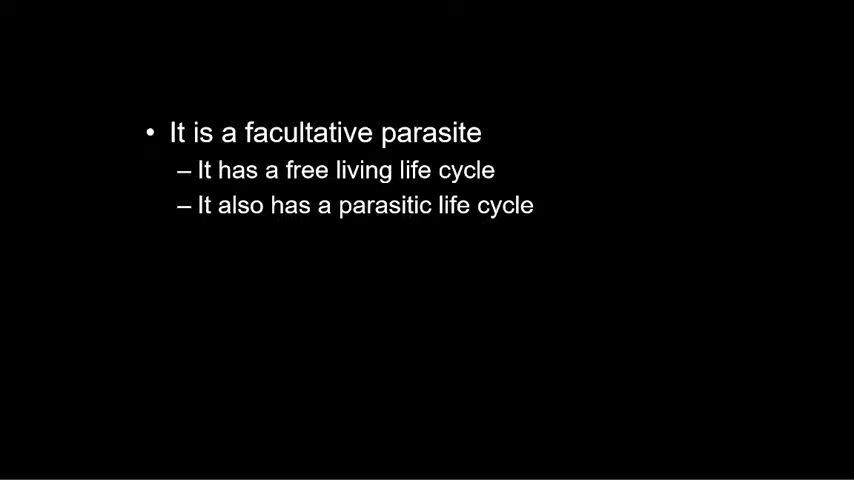 • It is a facultative parasite
– It has a free living life cycle
– It also has a parasitic life cycle